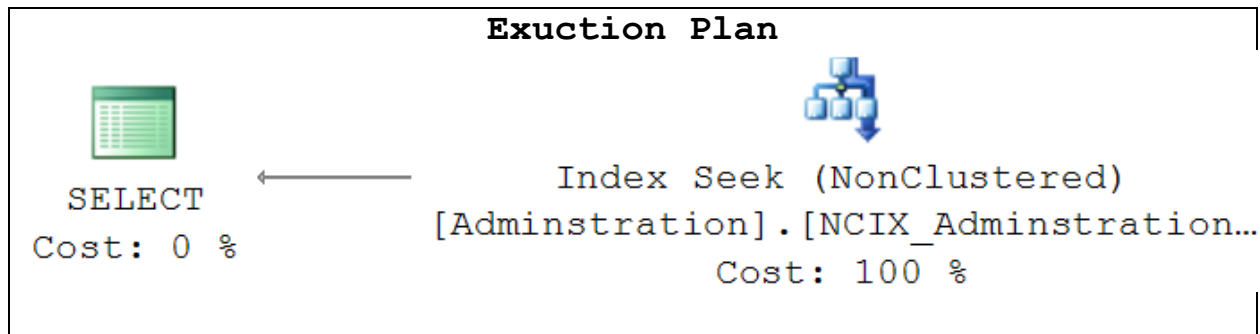 Exuction Plan
SELECT
Cost: 0 %
Index Seek (NonClustered)
[Adminstration].[NCIX_Adminstration…
Cost: 100 %